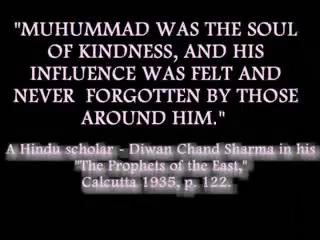 "MUHUMMAD WAS THE SOUL
OF KINDNESS, AND HIS
INFLUENCE WAS FELT AND
NEVER FORGOTTEN BY THOSE
AROUND HIM."
A Hindu scholar - Diwan Chand Sharma in his
"The Prophets of the East,"
Calcutta 1935, p. 122.